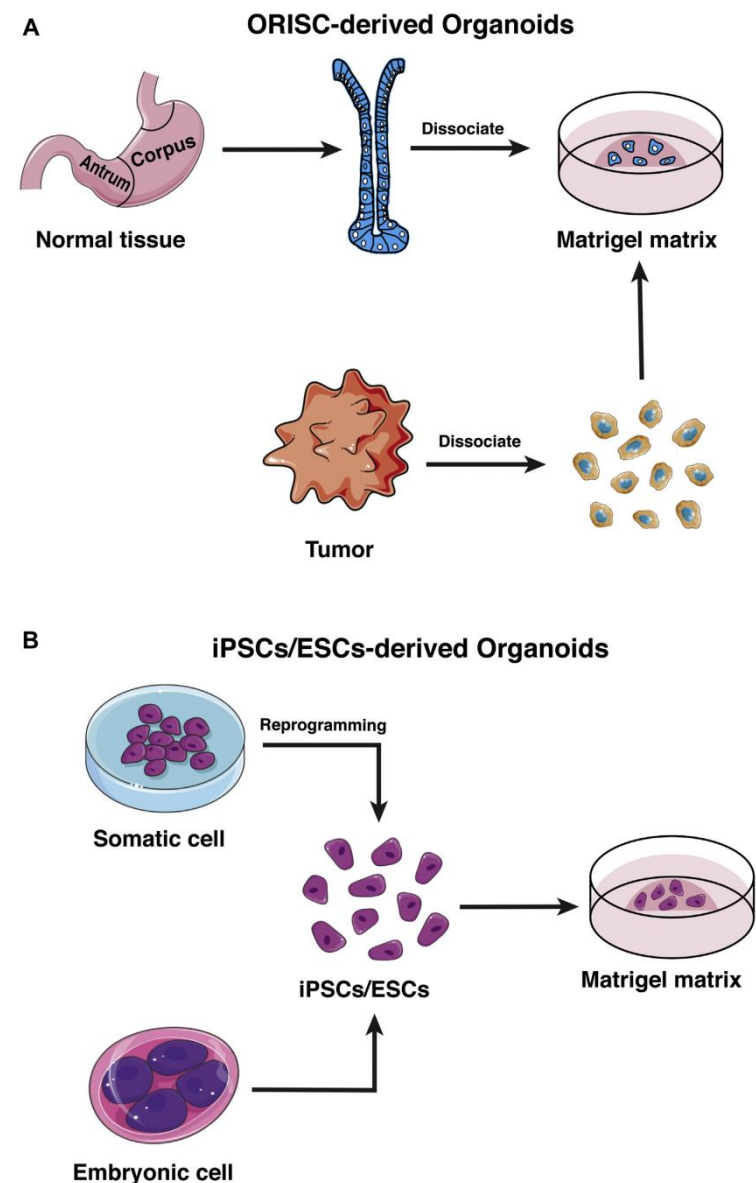 A
ORISC-derived Organoids
Antrum
Corpus
Dissociate
Normal tissue
Matrigel matrix
Dissociate
Tumor
B
iPSCs/ESCs-derived Organoids
Reprogramming
Somatic cell
iPSCs/ESCs
Matrigel matrix
Embryonic cell